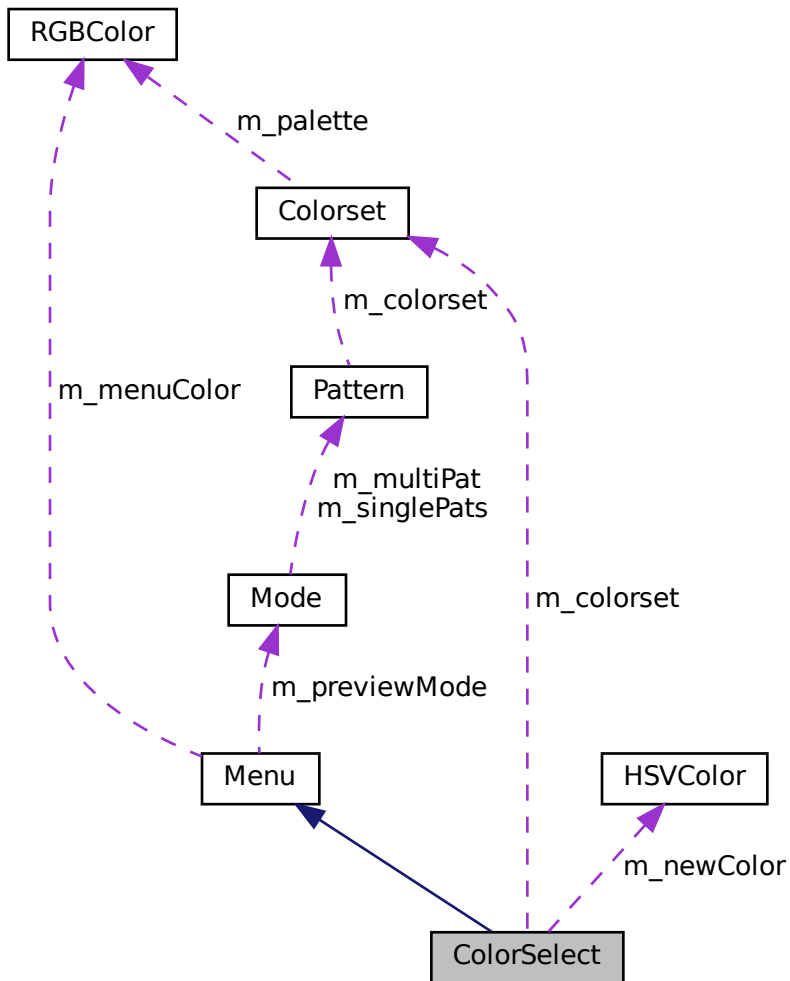 RGBColor
m_palette
Colorset
m_colorset
m_menuColor
Pattern
m_multiPat
m_singlePats
Mode
m_colorset
m_previewMode
Menu
HSVColor
m_newColor
ColorSelect